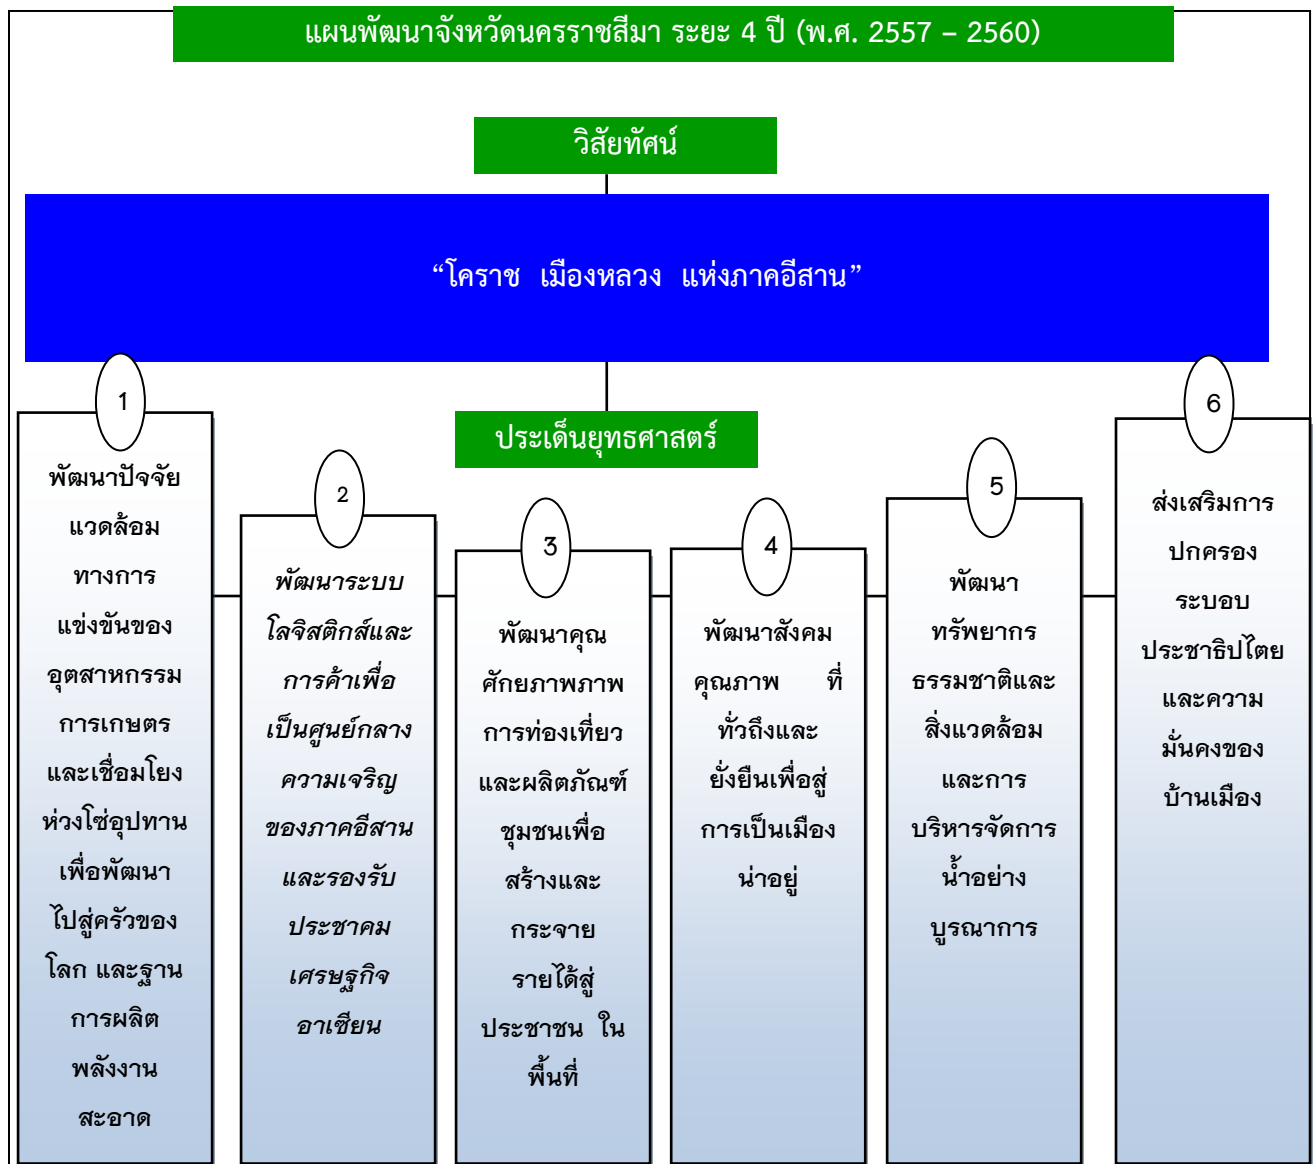 แผนพัฒนาจังหวัดนครราชสีมา ระยะ 4 ปี (พ.ศ. 2557 – 2560)
วิสัยทัศน์
“โคราช เมืองหลวง แห่งภาคอีสาน”
ประเด็นยุทธศาสตร์
1
พัฒนาปัจจัย
แวดล้อม
ทางการ
แข่งขันของ
อุตสาหกรรม
การเกษตร
และเชื่อมโยง
ห่วงโซ่อุปทาน
เพื่อพัฒนา
ไปสู่ครัวของ
โลก และฐาน
การผลิต
พลังงาน
สะอาด
2
พัฒนาระบบ
โลจิสติกส์และ
การค้าเพื่อ
เป็นศูนย์กลาง
ความเจริญ
ของภาคอีสาน
และรองรับ
ประชาคม
เศรษฐกิจ
อาเซียน
3
พัฒนาคุณ
ศักยภาพภาพ
การท่องเที่ยว
และผลิตภัณฑ์
ชุมชนเพื่อ
สร้างและ
กระจาย
รายได้สู่
ประชาชน ใน
พื้นที่
4
พัฒนาสังคม
คุณภาพ ที่
ทั่วถึงและ
ยั่งยืนเพื่อสู่
การเป็นเมือง
น่าอยู่
5
พัฒนา
ทรัพยากร
ธรรมชาติและ
สิ่งแวดล้อม
และการ
บริหารจัดการ
น้ำอย่าง
บูรณาการ
6
ส่งเสริมการ
ปกครอง
ระบอบ
ประชาธิปไตย
และความ
มั่นคงของ
บ้านเมือง